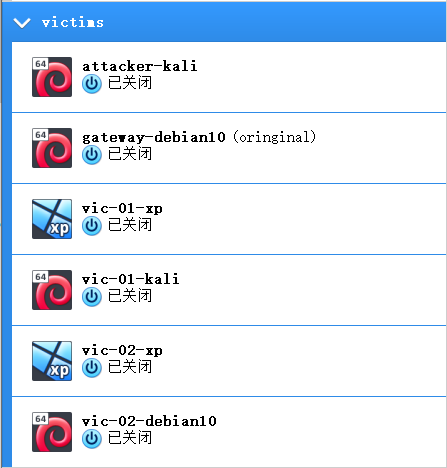 victims
64
attacker-kali
已关闭
64
gateway-debian10 (oringinal)
已关闭
xp
vic-01-xp
已关闭
64
vic-01-kali
已关闭
xp
vic-02-xp
已关闭
64
vic-02-debian10
已关闭